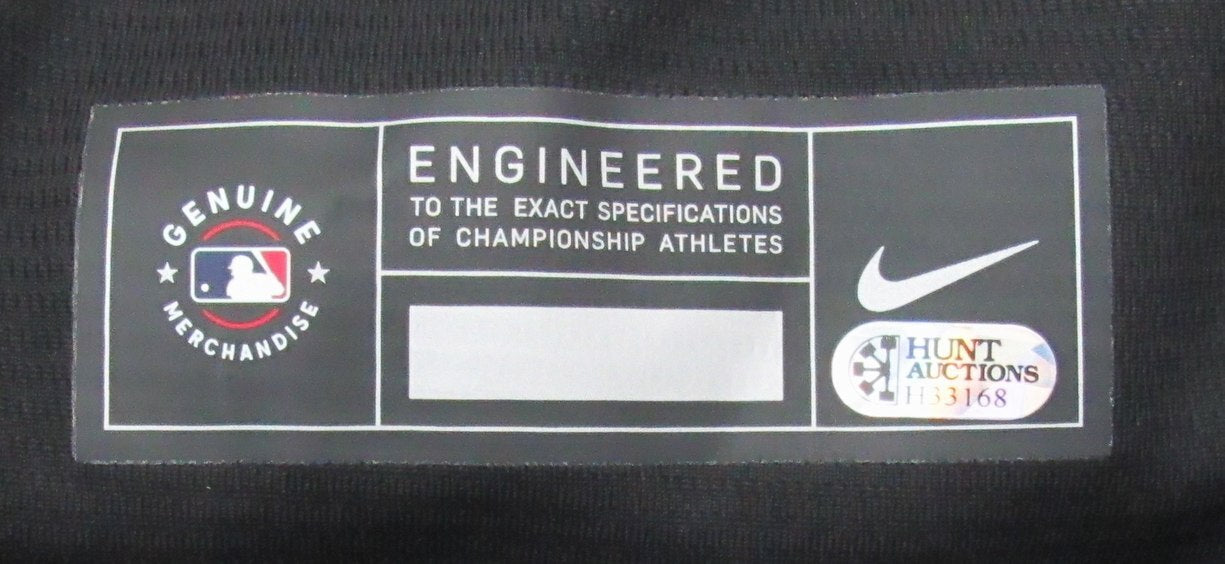 GENUINE
MERCHANDISE
ENGINEERED
TO THE EXACT SPECIFICATIONS
OF CHAMPIONSHIP ATHLETES
HUNT
AUCTIONS
H33168